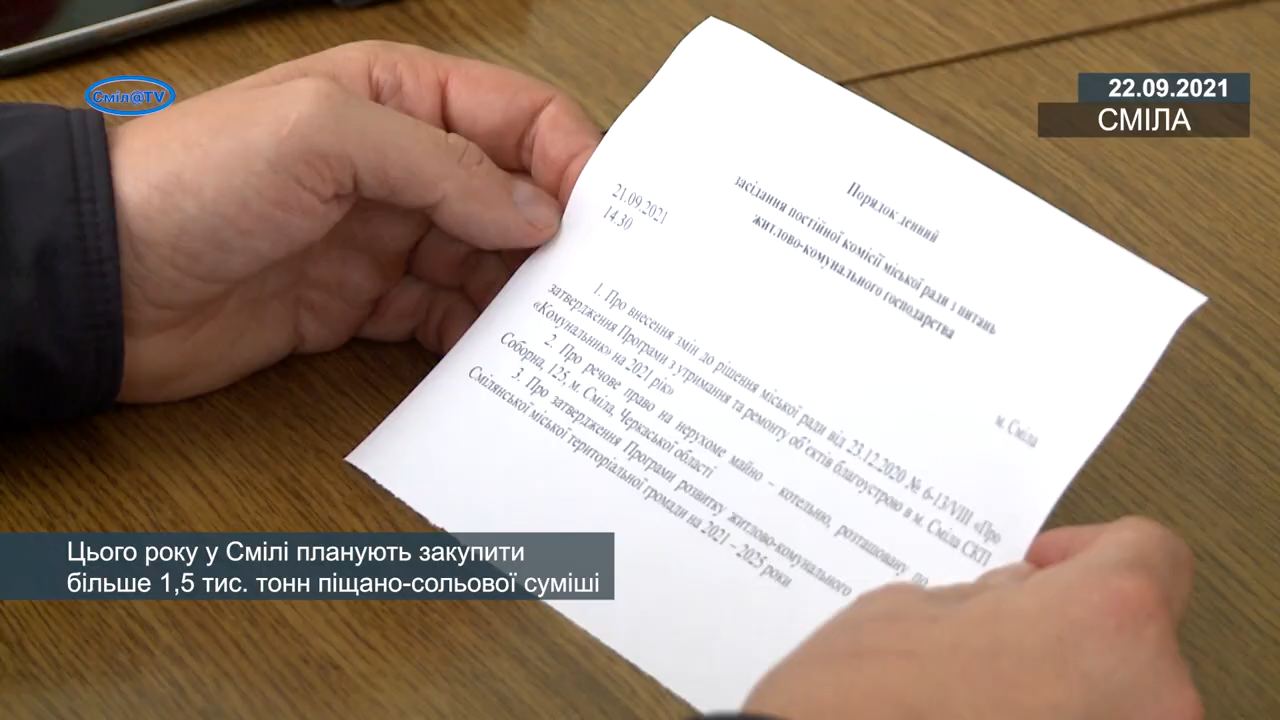 Сміл@TV
22.09.2021
СМІЛА
Порядок денний
засідання постійної комісії міської ради з питань
житлово-комунального господарства
21.09.2021
14.30
м. Сміла
1. Про внесення змін до рішення міської ради від 23.12.2020 № 6-13/VIII «Про
затвердження Програми з утримання та ремонту об'єктів благоустрою в м. Сміла СКП
«Комунальник» на 2021 рік»
2. Про речове право на нерухоме майно – котельню, розташовану по
Соборна, 125, м. Сміла, Черкаської області
3. Про затвердження Програми розвитку житлово-комунального
Смілянської міської територіальної громади на 2021 – 2025 роки
Цього року у Смілі планують закупити
більше 1,5 тис. тонн піщано-сольової суміші